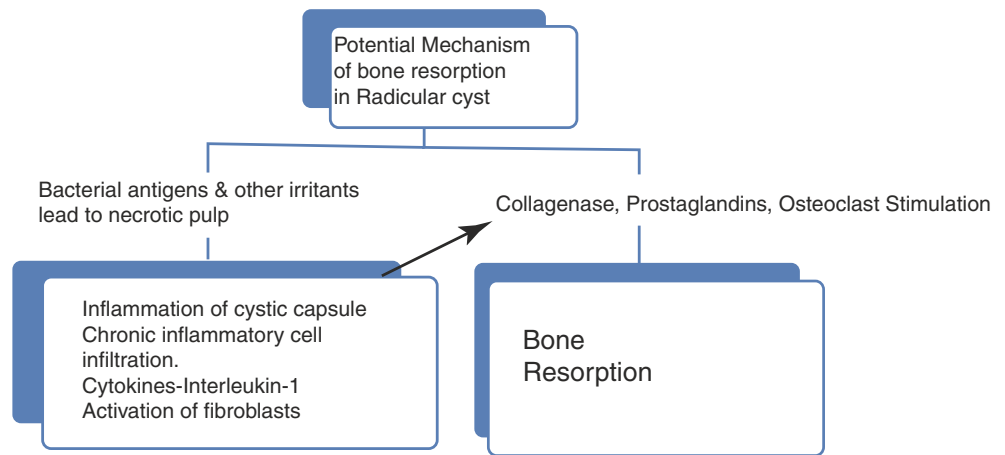 Potential Mechanism
of bone resorption
in Radicular cyst
Bacterial antigens & other irritants
lead to necrotic pulp
Collagenase, Prostaglandins, Osteoclast Stimulation
Inflammation of cystic capsule
Chronic inflammatory cell
infiltration.
Cytokines-Interleukin-1
Activation of fibroblasts
Bone
Resorption